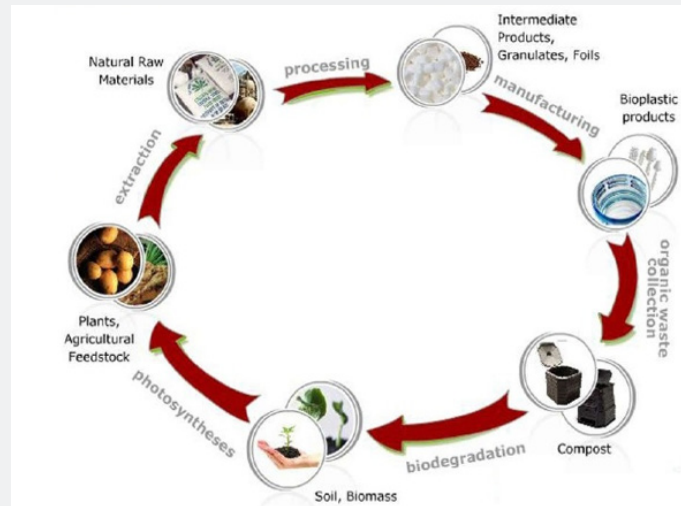 Natural Raw
Materials
processing
Intermediate
Products,
Granulates, Foils
manufacturing
Bioplastic
products
organic waste
collection
Compost
biodegradation
Soil, Biomass
photosyntheses
Plants,
Agricultural
Feedstock
extraction